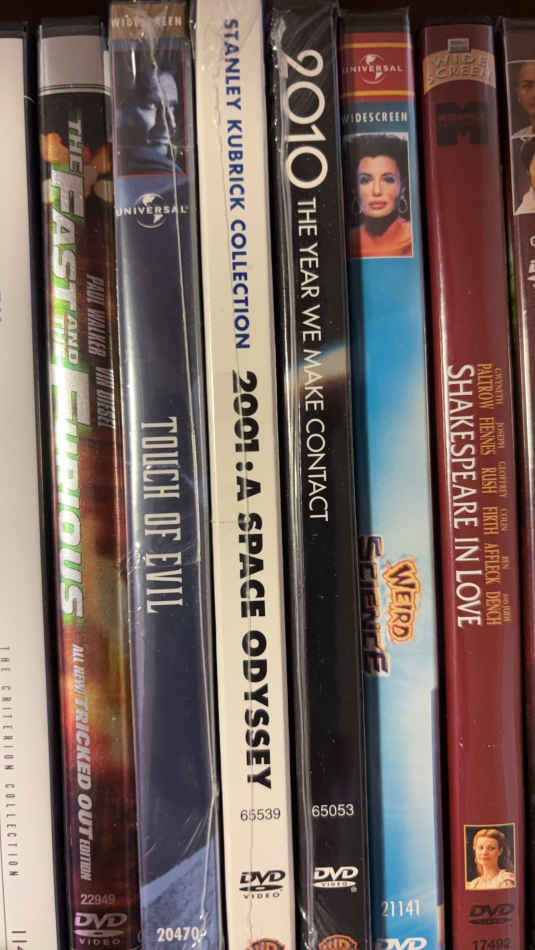 THE CRITERION COLLECTION
THE FAST AND THE FURIOUS
PAUL WALKER VIN DIESEL
ALL NEW TRICKED OUT EDITION
22949
DVD
VIDEO
WIDESCREEN
UNIVERSAL
TOUCH OF EVIL
20470
STANLEY KUBRICK COLLECTION
2001: A SPACE ODYSSEY
65539
DVD
VIDEO
2010 THE YEAR WE MAKE CONTACT
65053
DVD
VIDEO
UNIVERSAL
WIDESCREEN
WEIRD
SCIENCE
21141
DVD
WIDE
SCREEN
GWYNETH PALTROW JOSEPH FIENNES GEOFFREY RUSH COLIN FIRTH BEN AFFLECK JUDI DENCH
SHAKESPEARE IN LOVE
17492
DVD